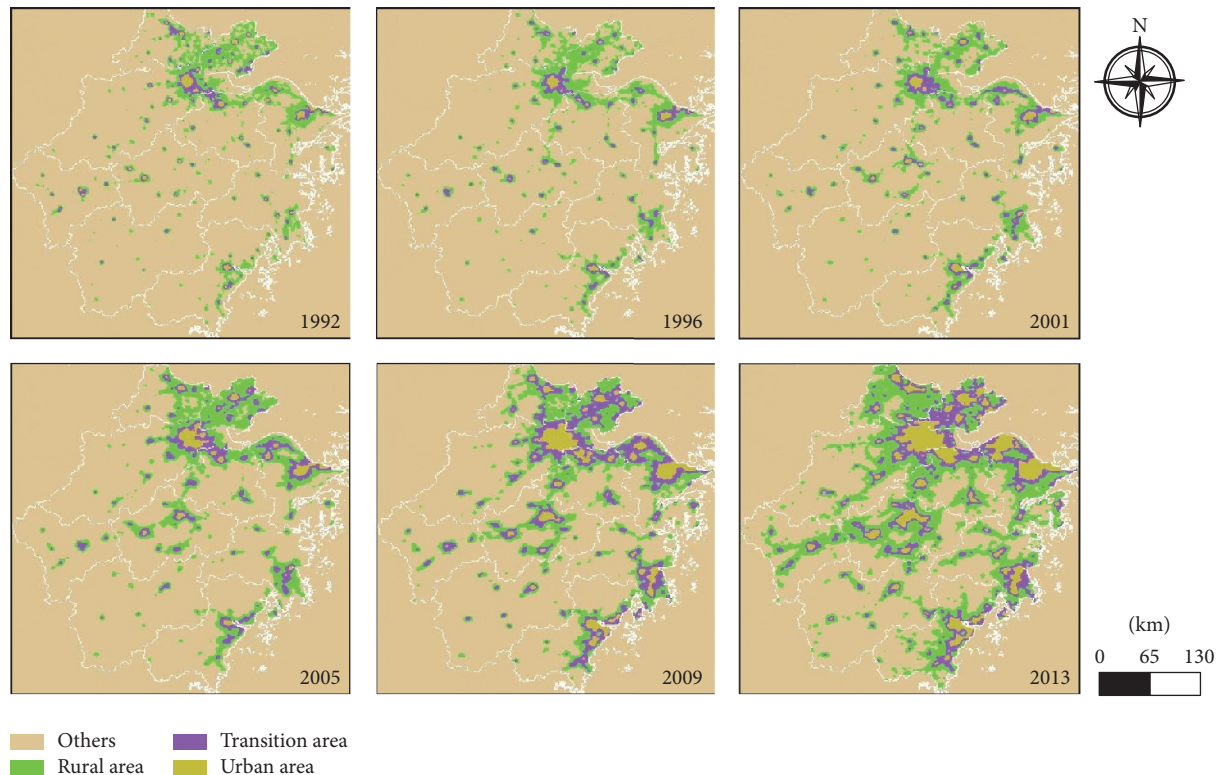 N
1992
1996
2001
2005
2009
2013
(km)
0 65 130
Others
Transition area
Rural area
Urban area